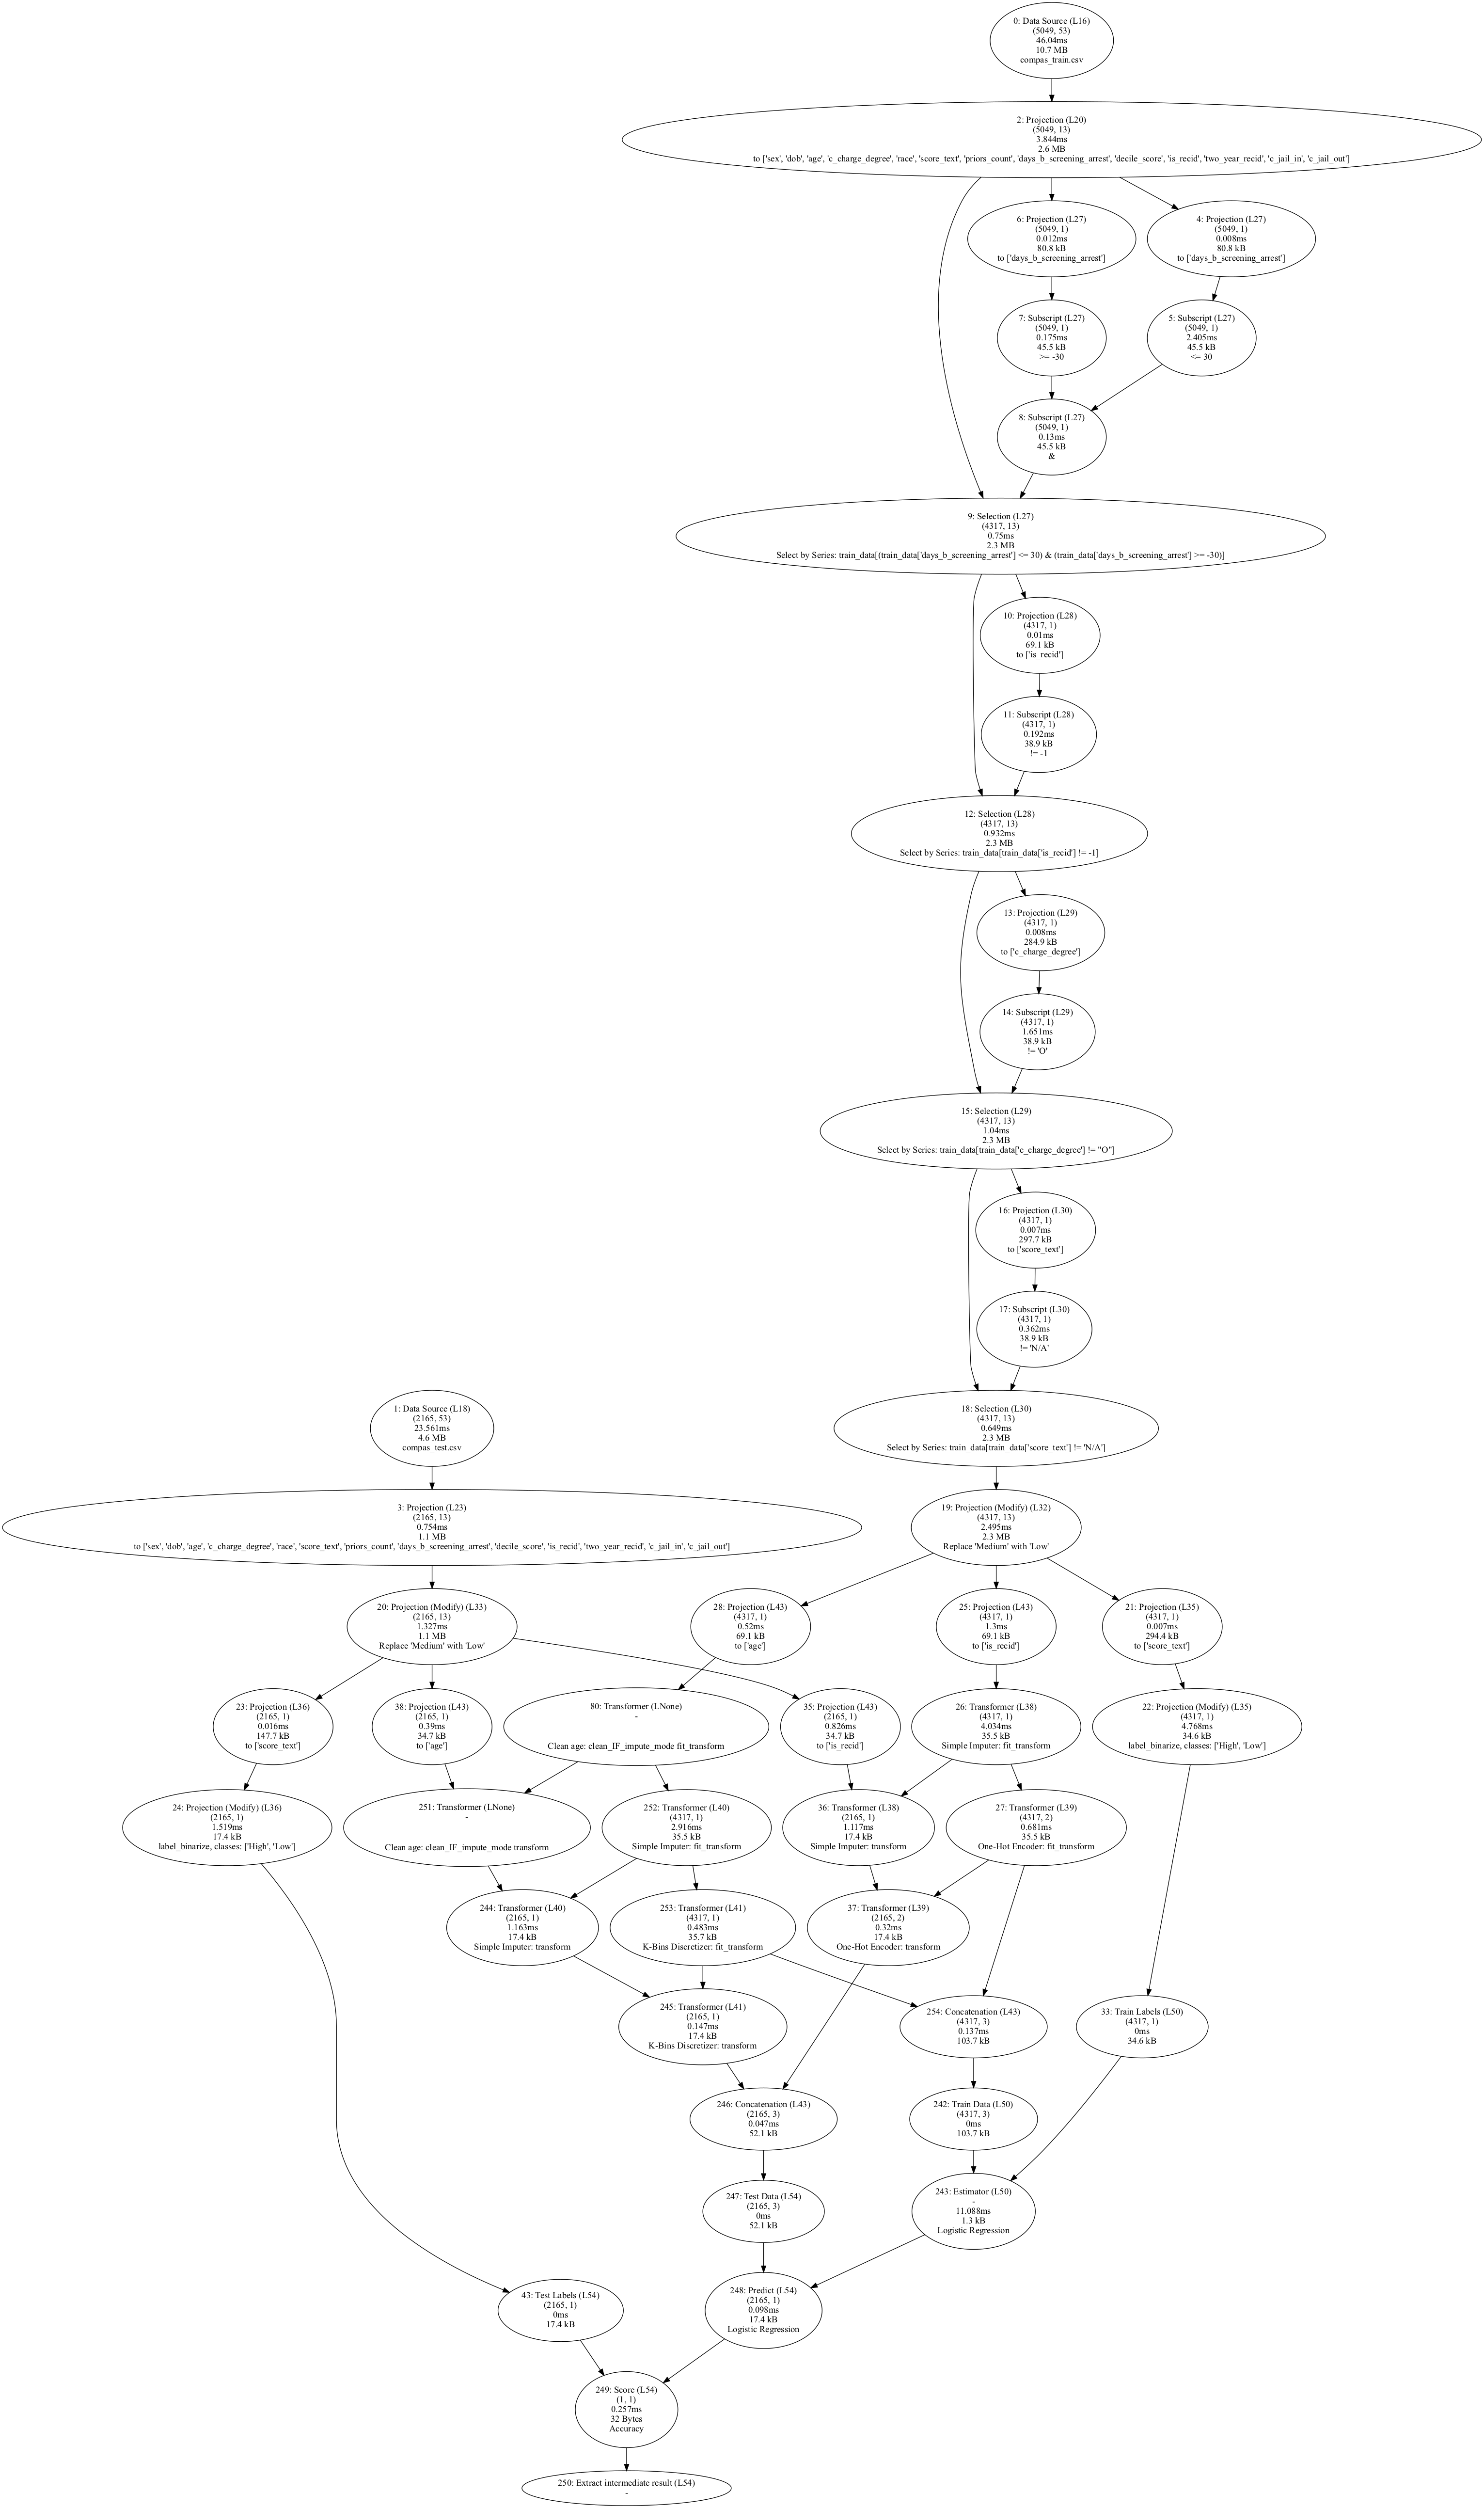 0: Data Source (L16)
(5049, 53)
46.04ms
10.7 MB
compas_train.csv
2: Projection (L20)
(5049, 13)
3.844ms
2.6 MB
to ['sex', 'dob', 'age', 'c_charge_degree', 'race', 'score_text', 'priors_count', 'days_b_screening_arrest', 'decile_score', 'is_recid', 'two_year_recid', 'c_jail_in', 'c_jail_out']
6: Projection (L27)
(5049, 1)
0.012ms
80.8 kB
to ['days_b_screening_arrest']
4: Projection (L27)
(5049, 1)
0.008ms
80.8 kB
to ['days_b_screening_arrest']
7: Subscript (L27)
(5049, 1)
0.175ms
45.5 kB
>= -30
5: Subscript (L27)
(5049, 1)
2.405ms
45.5 kB
<= 30
8: Subscript (L27)
(5049, 1)
0.13ms
45.5 kB
&
9: Selection (L27)
(4317, 13)
0.75ms
2.3 MB
Select by Series: train_data[(train_data['days_b_screening_arrest'] <= 30) & (train_data['days_b_screening_arrest'] >= -30)]
10: Projection (L28)
(4317, 1)
0.01ms
69.1 kB
to ['is_recid']
11: Subscript (L28)
(4317, 1)
0.192ms
38.9 kB
!= -1
12: Selection (L28)
(4317, 13)
0.932ms
2.3 MB
Select by Series: train_data[train_data['is_recid'] != -1]
13: Projection (L29)
(4317, 1)
0.008ms
284.9 kB
to ['c_charge_degree']
14: Subscript (L29)
(4317, 1)
1.651ms
38.9 kB
!= 'O'
15: Selection (L29)
(4317, 13)
1.04ms
2.3 MB
Select by Series: train_data[train_data['c_charge_degree'] != "O"]
16: Projection (L30)
(4317, 1)
0.007ms
297.7 kB
to ['score_text']
17: Subscript (L30)
(4317, 1)
0.362ms
38.9 kB
!= 'N/A'
1: Data Source (L18)
(2165, 53)
23.561ms
4.6 MB
compas_test.csv
18: Selection (L30)
(4317, 13)
0.649ms
2.3 MB
Select by Series: train_data[train_data['score_text'] != 'N/A']
3: Projection (L23)
(2165, 13)
0.754ms
1.1 MB
to ['sex', 'dob', 'age', 'c_charge_degree', 'race', 'score_text', 'priors_count', 'days_b_screening_arrest', 'decile_score', 'is_recid', 'two_year_recid', 'c_jail_in', 'c_jail_out']
19: Projection (Modify) (L32)
(4317, 13)
2.495ms
2.3 MB
Replace 'Medium' with 'Low'
20: Projection (Modify) (L33)
(2165, 13)
1.327ms
1.1 MB
Replace 'Medium' with 'Low'
28: Projection (L43)
(4317, 1)
0.52ms
69.1 kB
to ['age']
25: Projection (L43)
(4317, 1)
1.3ms
69.1 kB
to ['is_recid']
21: Projection (L35)
(4317, 1)
0.007ms
294.4 kB
to ['score_text']
23: Projection (L36)
(2165, 1)
0.016ms
147.7 kB
to ['score_text']
38: Projection (L43)
(2165, 1)
0.39ms
34.7 kB
to ['age']
80: Transformer (LNone)
-
Clean age: clean_IF_impute_mode fit_transform
35: Projection (L43)
(2165, 1)
0.826ms
34.7 kB
to ['is_recid']
26: Transformer (L38)
(4317, 1)
4.034ms
35.5 kB
Simple Imputer: fit_transform
22: Projection (Modify) (L35)
(4317, 1)
4.768ms
34.6 kB
label_binarize, classes: ['High', 'Low']
24: Projection (Modify) (L36)
(2165, 1)
1.519ms
17.4 kB
label_binarize, classes: ['High', 'Low']
251: Transformer (LNone)
-
Clean age: clean_IF_impute_mode transform
252: Transformer (L40)
(4317, 1)
2.916ms
35.5 kB
Simple Imputer: fit_transform
36: Transformer (L38)
(2165, 1)
1.117ms
17.4 kB
Simple Imputer: transform
27: Transformer (L39)
(4317, 2)
0.681ms
35.5 kB
One-Hot Encoder: fit_transform
244: Transformer (L40)
(2165, 1)
1.163ms
17.4 kB
Simple Imputer: transform
253: Transformer (L41)
(4317, 1)
0.483ms
35.7 kB
K-Bins Discretizer: fit_transform
37: Transformer (L39)
(2165, 2)
0.32ms
17.4 kB
One-Hot Encoder: transform
245: Transformer (L41)
(2165, 1)
0.147ms
17.4 kB
K-Bins Discretizer: transform
254: Concatenation (L43)
(4317, 3)
0.137ms
103.7 kB
33: Train Labels (L50)
(4317, 1)
0ms
34.6 kB
246: Concatenation (L43)
(2165, 3)
0.047ms
52.1 kB
242: Train Data (L50)
(4317, 3)
0ms
103.7 kB
247: Test Data (L54)
(2165, 3)
0ms
52.1 kB
243: Estimator (L50)
-
11.088ms
1.3 kB
Logistic Regression
43: Test Labels (L54)
(2165, 1)
0ms
17.4 kB
248: Predict (L54)
(2165, 1)
0.098ms
17.4 kB
Logistic Regression
249: Score (L54)
(1, 1)
0.257ms
32 Bytes
Accuracy
250: Extract intermediate result (L54)
-